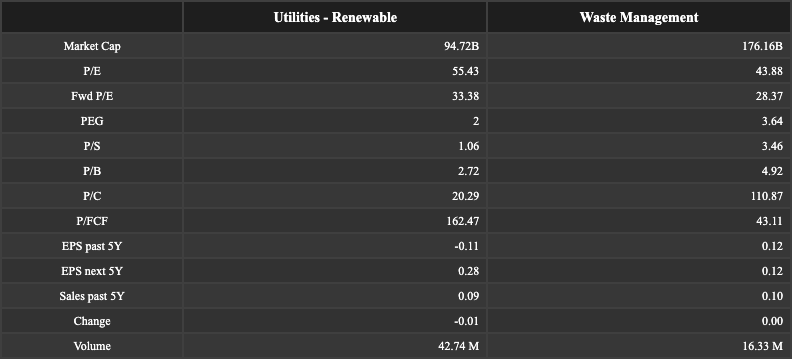 Utilities - Renewable Waste Management
Market Cap 94.72B 176.16B
P/E 55.43 43.88
Fwd P/E 33.38 28.37
PEG 2 3.64
P/S 1.06 3.46
P/B 2.72 4.92
P/C 20.29 110.87
P/FCF 162.47 43.11
EPS past 5Y -0.11 0.12
EPS next 5Y 0.28 0.12
Sales past 5Y 0.09 0.10
Change -0.01 0.00
Volume 42.74 M 16.33 M